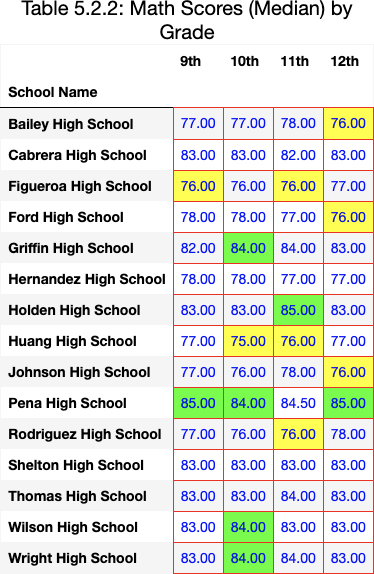 Table 5.2.2: Math Scores (Median) by
Grade
9th 10th 11th 12th
School Name
Bailey High School 77.00 77.00 78.00 76.00
Cabrera High School 83.00 83.00 82.00 83.00
Figueroa High School 76.00 76.00 76.00 77.00
Ford High School 78.00 78.00 77.00 76.00
Griffin High School 82.00 84.00 84.00 83.00
Hernandez High School 78.00 78.00 77.00 77.00
Holden High School 83.00 83.00 85.00 83.00
Huang High School 77.00 75.00 76.00 77.00
Johnson High School 77.00 76.00 78.00 76.00
Pena High School 85.00 84.00 84.50 85.00
Rodriguez High School 77.00 76.00 76.00 78.00
Shelton High School 83.00 83.00 83.00 83.00
Thomas High School 83.00 83.00 84.00 83.00
Wilson High School 83.00 84.00 83.00 83.00
Wright High School 83.00 84.00 84.00 83.00